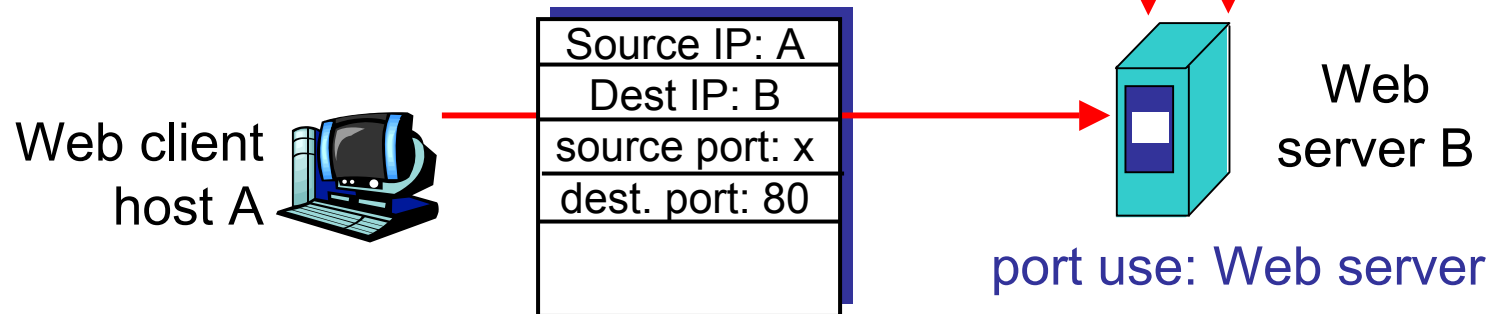 Web client
host A
Source IP: A
Dest IP: B
source port: x
dest. port: 80
Web
server B
port use: Web server